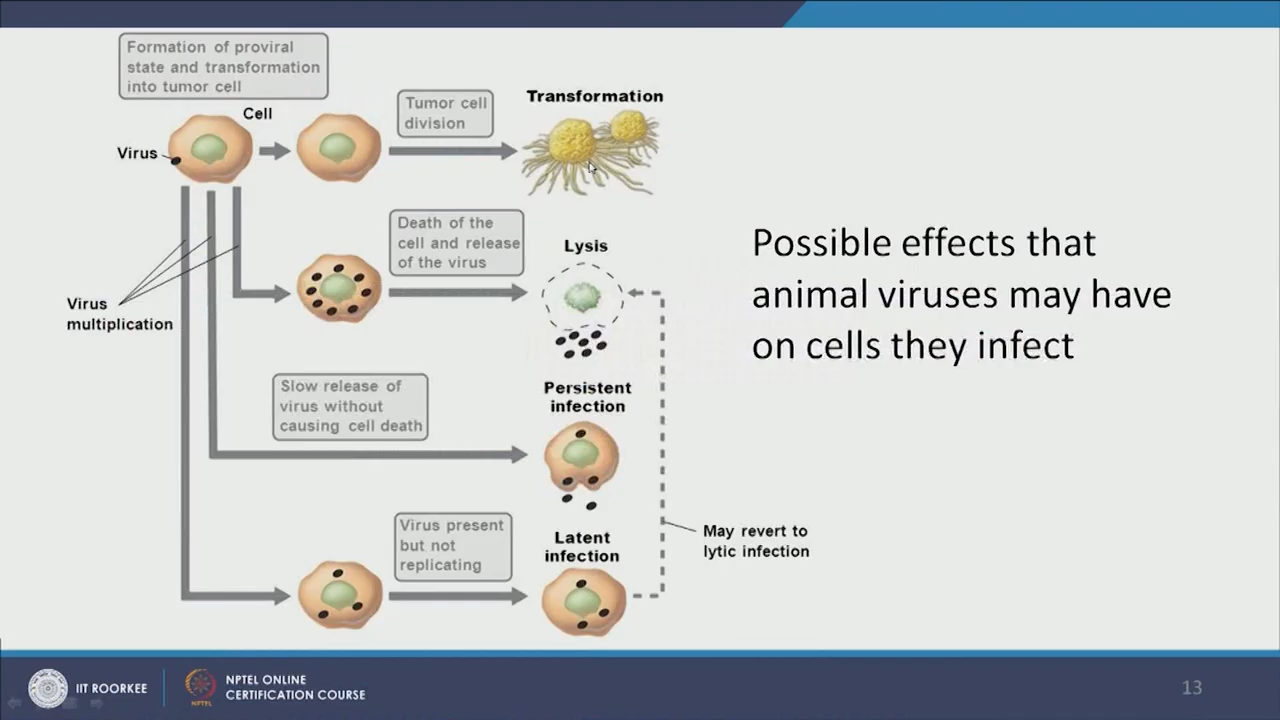 Formation of proviral
state and transformation
into tumor cell
Cell
Virus
Tumor cell
division
Transformation
Death of the
cell and release
of the virus
Lysis
Virus
multiplication
Slow release of
virus without
causing cell death
Persistent
infection
Virus present
but not
replicating
Latent
infection
May revert to
lytic infection
Possible effects that
animal viruses may have
on cells they infect
IIT ROORKEE
NPTEL
NPTEL ONLINE
CERTIFICATION COURSE
13